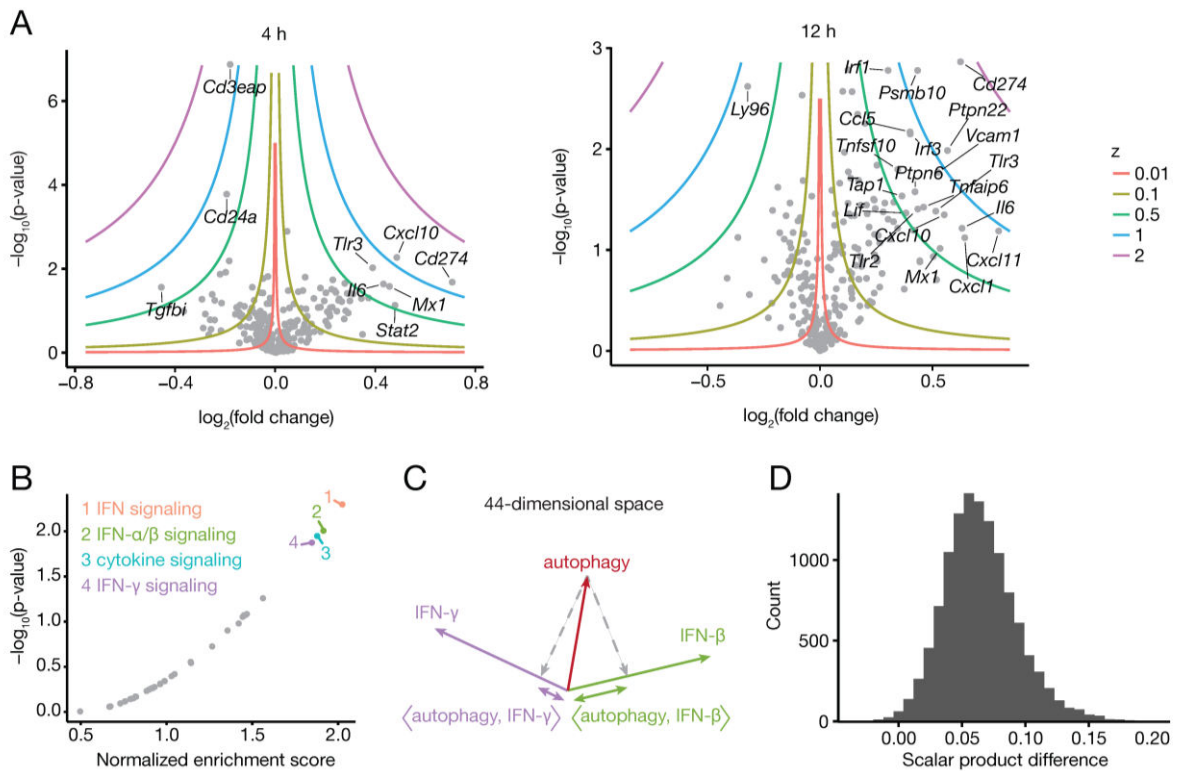 A
4 h
−log10(p-value)
6
4
2
0
−0.8
−0.4
0.0
0.4
0.8
log2(fold change)
Cd3eap
Cd24a
Tgfbi
Tlr3
Cxcl10
Cd274
Il6
Mx1
Stat2
12 h
−log10(p-value)
3
2
1
0
−0.5
0.0
0.5
log2(fold change)
Irf1
Cd274
Ly96
Psmb10
Ptpn22
Ccl5
Vcam1
Tnfsf10
Irf3
Tlr3
Ptpn6
Tap1
Tnfaip6
Lif
Il6
Cxcl10
Tlr2
Mx1
Cxcl11
Cxcl1
z
0.01
0.1
0.5
1
2
B
1 IFN signaling
2 IFN-α/β signaling
3 cytokine signaling
4 IFN-γ signaling
1
2
4
3
−log10(p-value)
2.0
1.5
1.0
0.5
0.0
0.5
1.0
1.5
2.0
Normalized enrichment score
C
44-dimensional space
autophagy
IFN-γ
IFN-β
⟨autophagy, IFN-γ⟩
⟨autophagy, IFN-β⟩
D
Count
1000
500
0
0.00
0.05
0.10
0.15
0.20
Scalar product difference